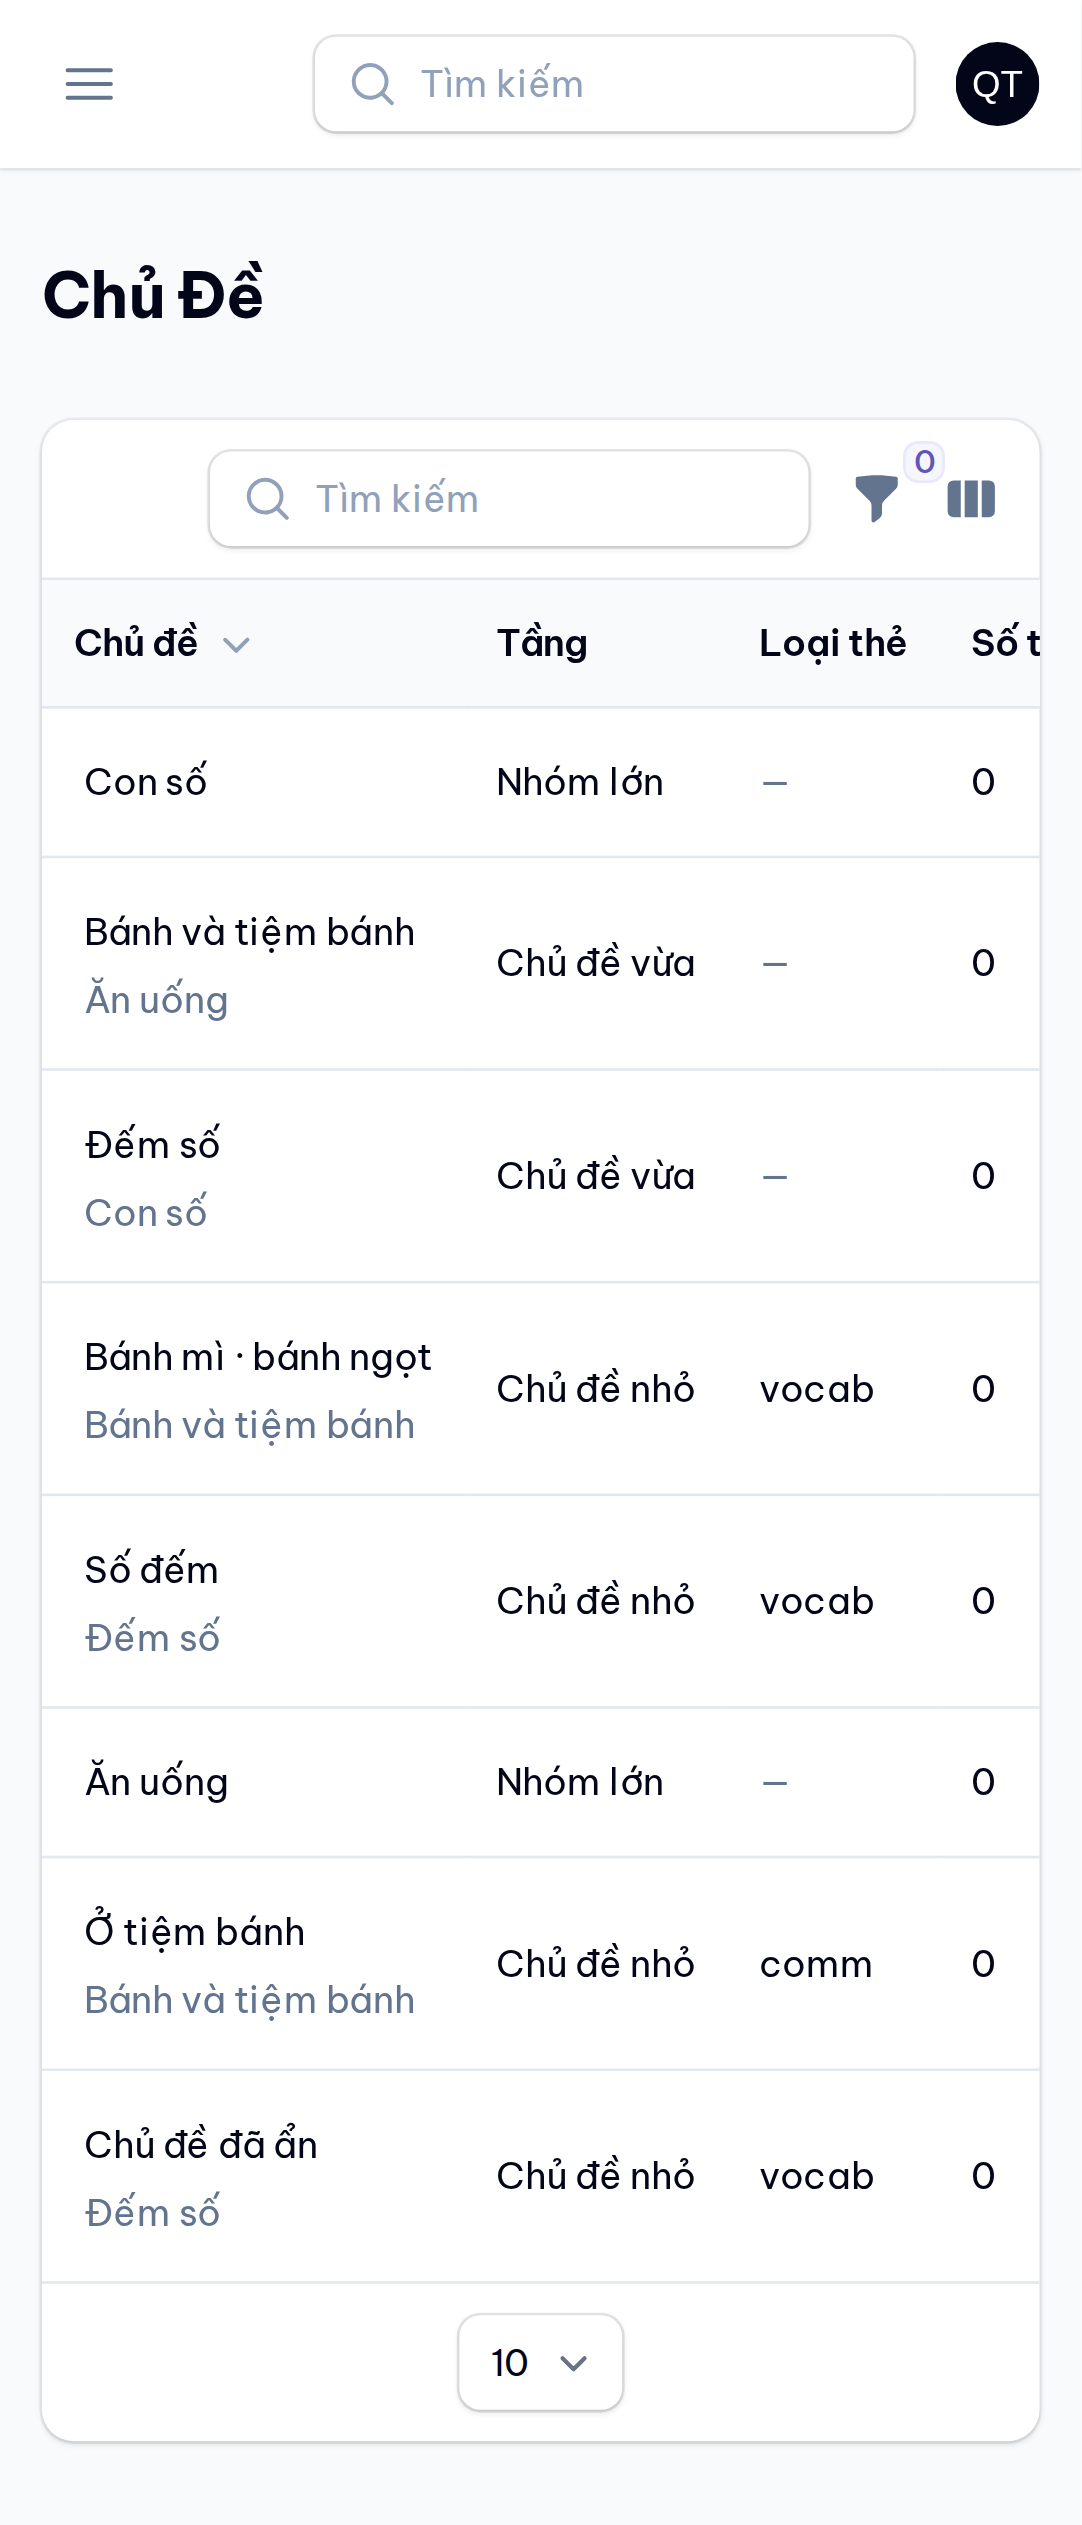 Tìm kiếm
QT
Chủ Đề
Tìm kiếm
0
Chủ đề Tầng Loại thẻ Số t
Con số Nhóm lớn — 0
Bánh và tiệm bánh
Ăn uống
Chủ đề vừa — 0
Đếm số
Con số
Chủ đề vừa — 0
Bánh mì · bánh ngọt
Bánh và tiệm bánh
Chủ đề nhỏ vocab 0
Số đếm
Đếm số
Chủ đề nhỏ vocab 0
Ăn uống Nhóm lớn — 0
Ở tiệm bánh
Bánh và tiệm bánh
Chủ đề nhỏ comm 0
Chủ đề đã ẩn
Đếm số
Chủ đề nhỏ vocab 0
10